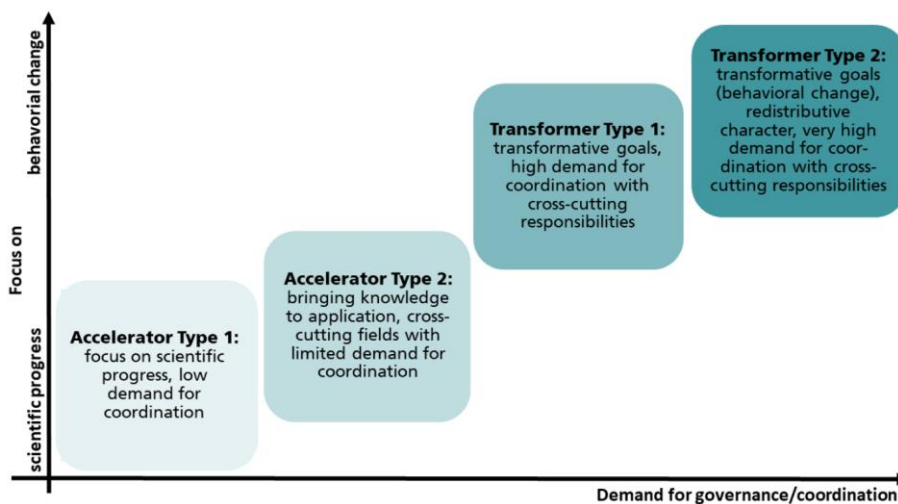 behavorial change
Focus on
scientific progress
Accelerator Type 1:
focus on scientific
progress, low
demand for
coordination
Accelerator Type 2:
bringing knowledge
to application, cross-
cutting fields with
limited demand for
coordination
Transformer Type 1:
transformative goals,
high demand for
coordination with
cross-cutting
responsibilities
Transformer Type 2:
transformative goals
(behavioral change),
redistributive
character, very high
demand for coor-
dination with cross-
cutting responsibilities
Demand for governance/coordination